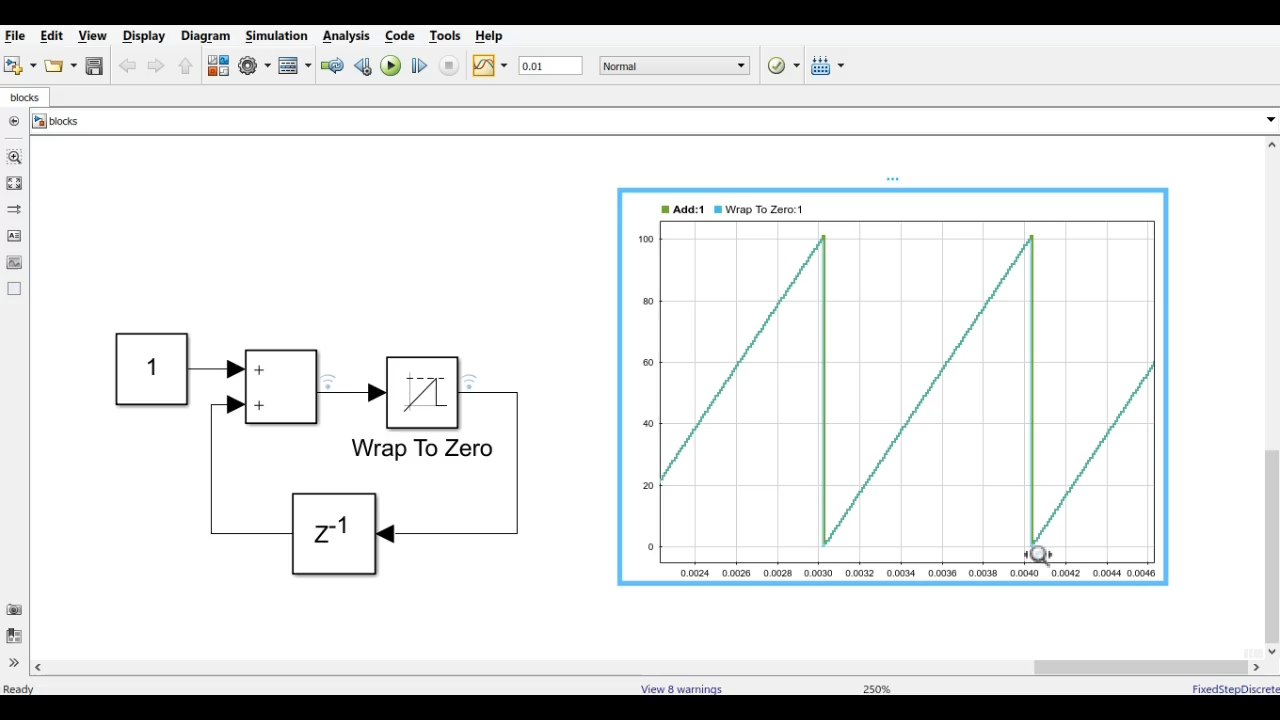 File Edit View Display Diagram Simulation Analysis Code Tools Help
0.01 Normal
blocks
blocks
...
Add:1 Wrap To Zero:1
100
80
60
40
20
0
0.0024 0.0026 0.0028 0.0030 0.0032 0.0034 0.0036 0.0038 0.0040 0.0042 0.0044 0.0046
1
+
+
Wrap To Zero
Z-1
Ready View 8 warnings 250% FixedStepDiscrete